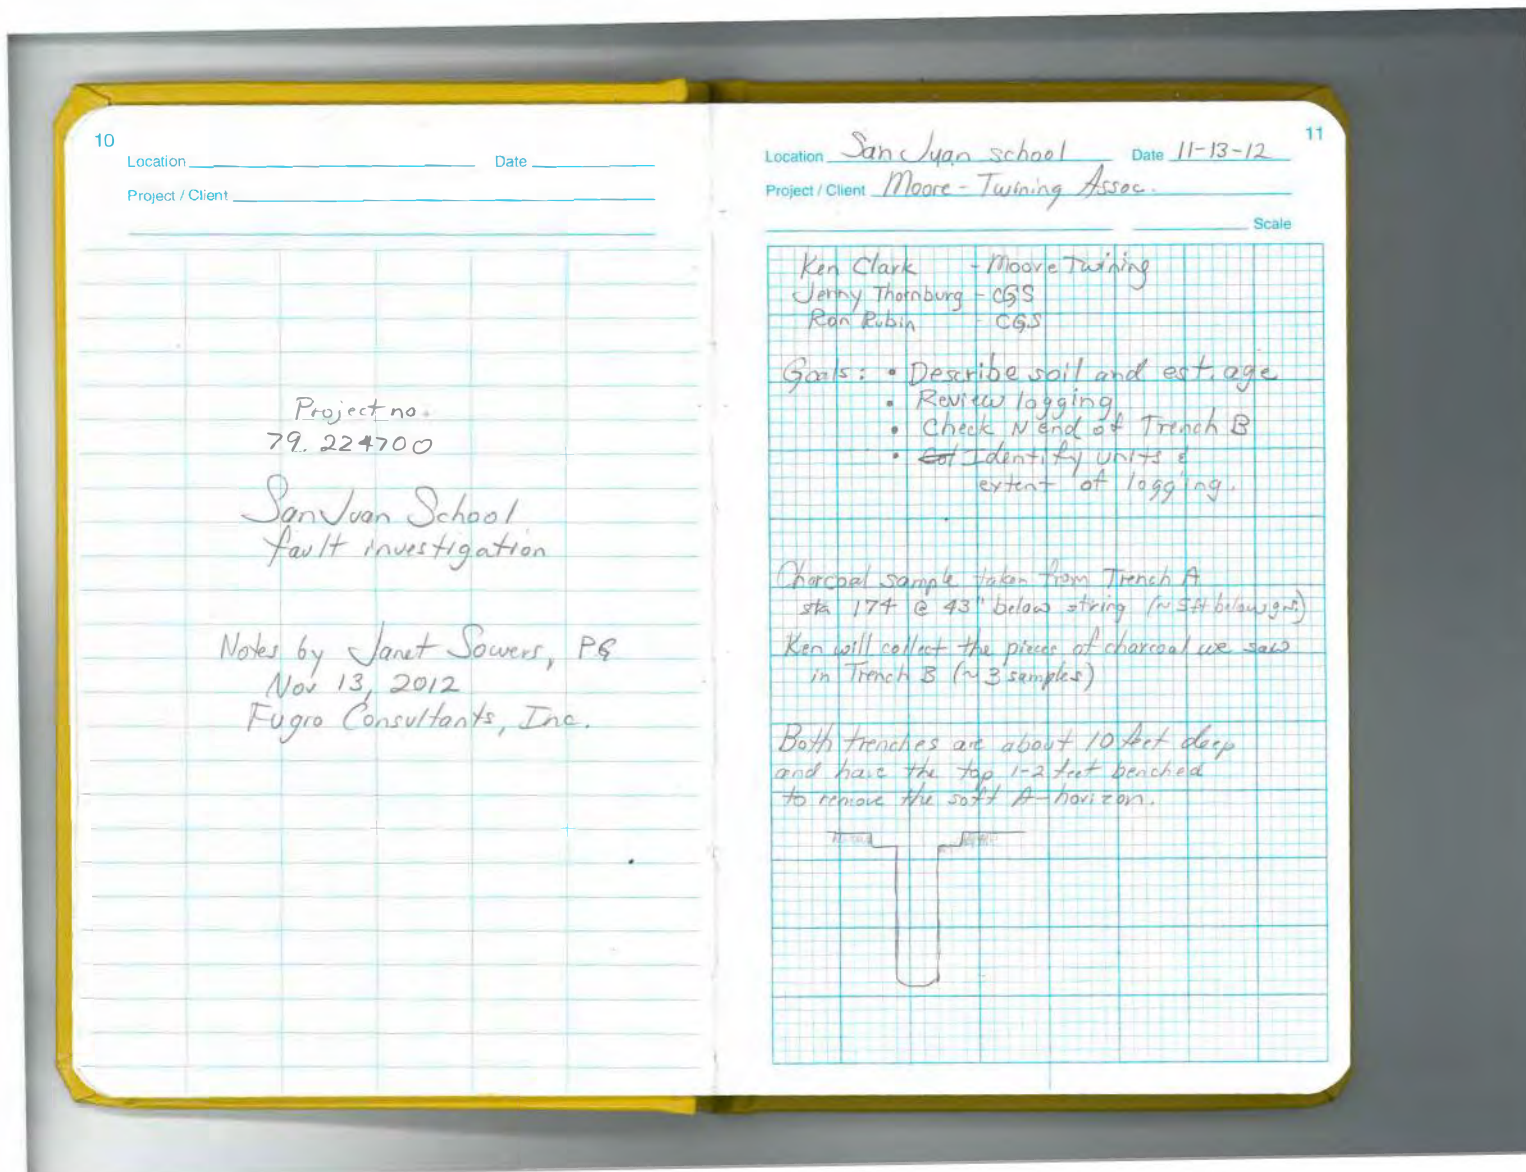 10
Location Date
Project / Client
Project no.
79.224700
San Juan School
fault investigation
Notes by Janet Sowers, PG
Nov 13, 2012
Fugro Consultants, Inc.
11
Location San Juan school Date 11-13-12
Project / Client Moore-Twining Assoc.
Scale
Ken Clark - Moore Twining
Jenny Thornburg - CGS
Ron Rubin - CGS
Goals: • Describe soil and est. age
• Review logging
• Check N end of Trench B
• Identify units &
extent of logging.
Charcoal sample taken from Trench A
sta 174 @ 43" below string (~5ft below gns)
Ken will collect the pieces of charcoal we saw
in Trench B (~3 samples)
Both trenches are about 10 feet deep
and have the top 1-2 feet benched
to remove the soft A-horizon.